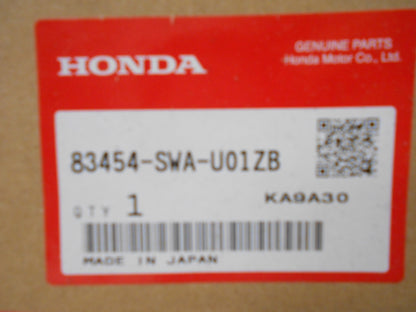 HONDA
GENUINE PARTS
Honda Motor Co., Ltd.
83454-SWA-U01ZB
QTY 1
KA9A30
MADE IN JAPAN